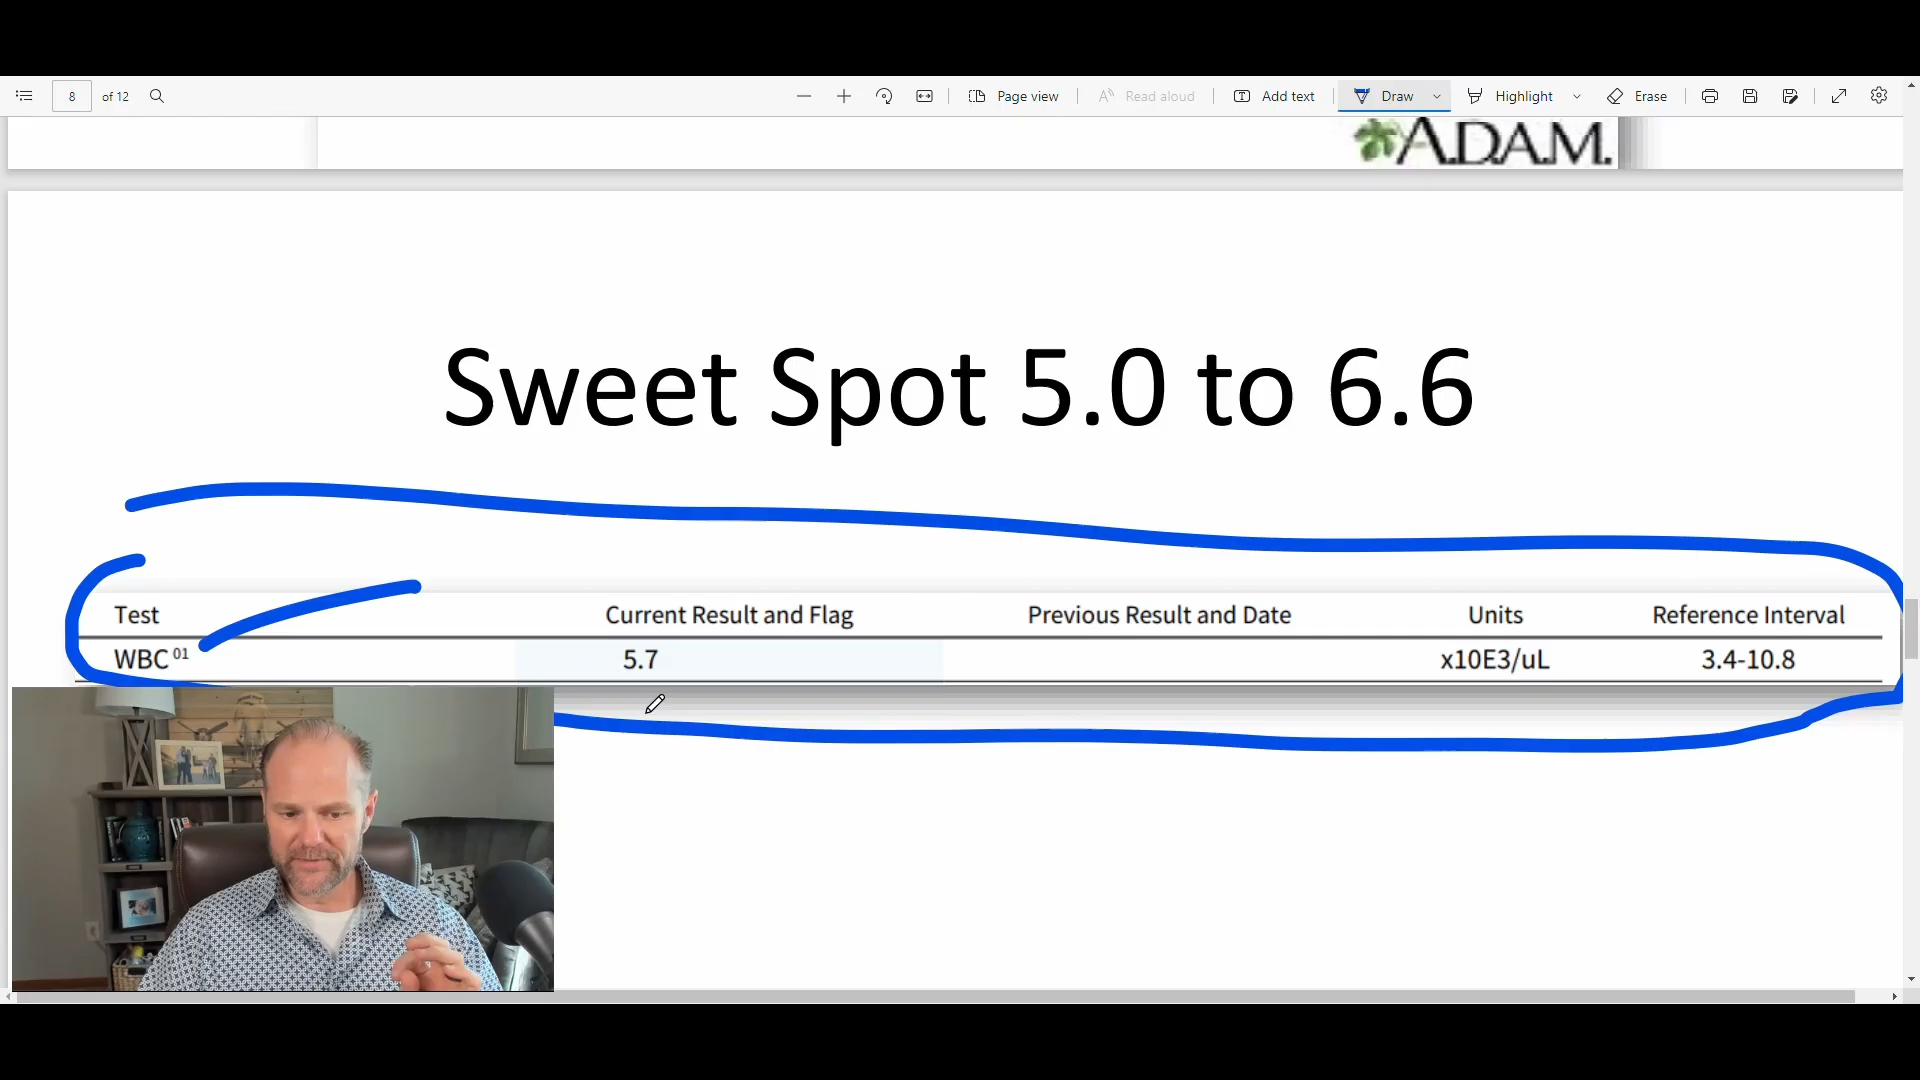 8 of 12 Page view Read aloud Add text Draw Highlight Erase
A.D.A.M.
Sweet Spot 5.0 to 6.6
Test Current Result and Flag Previous Result and Date Units Reference Interval
WBC 01 5.7 x10E3/uL 3.4-10.8